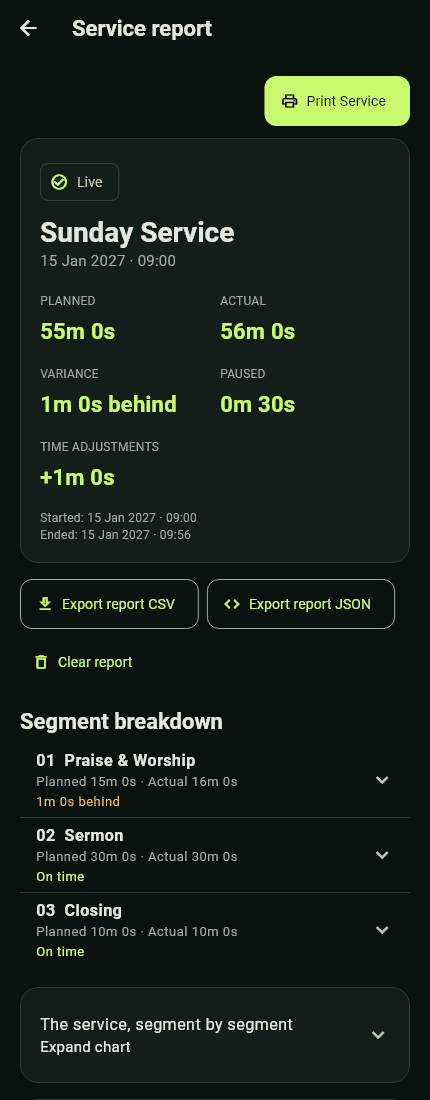 Service report
Print Service
Live
Sunday Service
15 Jan 2027 · 09:00
PLANNED
55m 0s
ACTUAL
56m 0s
VARIANCE
1m 0s behind
PAUSED
0m 30s
TIME ADJUSTMENTS
+1m 0s
Started: 15 Jan 2027 · 09:00
Ended: 15 Jan 2027 · 09:56
Export report CSV
Export report JSON
Clear report
Segment breakdown
01 Praise & Worship
Planned 15m 0s · Actual 16m 0s
1m 0s behind
02 Sermon
Planned 30m 0s · Actual 30m 0s
On time
03 Closing
Planned 10m 0s · Actual 10m 0s
On time
The service, segment by segment
Expand chart